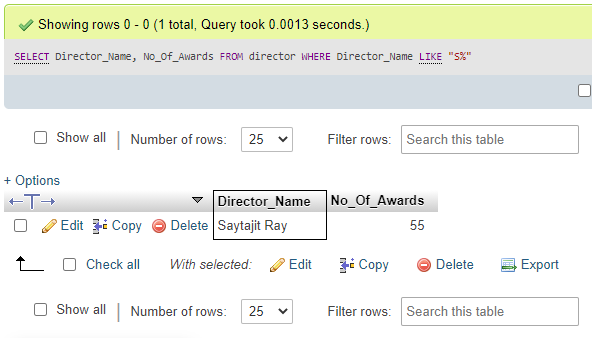 Showing rows 0 - 0 (1 total, Query took 0.0013 seconds.)
SELECT Director_Name, No_Of_Awards FROM director WHERE Director_Name LIKE "S%"
Show all | Number of rows: 25 Filter rows: Search this table
+ Options
←T→ Director_Name No_Of_Awards
Edit Copy Delete Saytajit Ray 55
Check all With selected: Edit Copy Delete Export
Show all | Number of rows: 25 Filter rows: Search this table